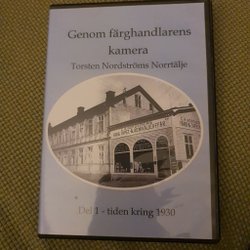 Genom färghandlarens
kamera
Torsten Nordströms Norrtälje
Del 1 - tiden kring 1930